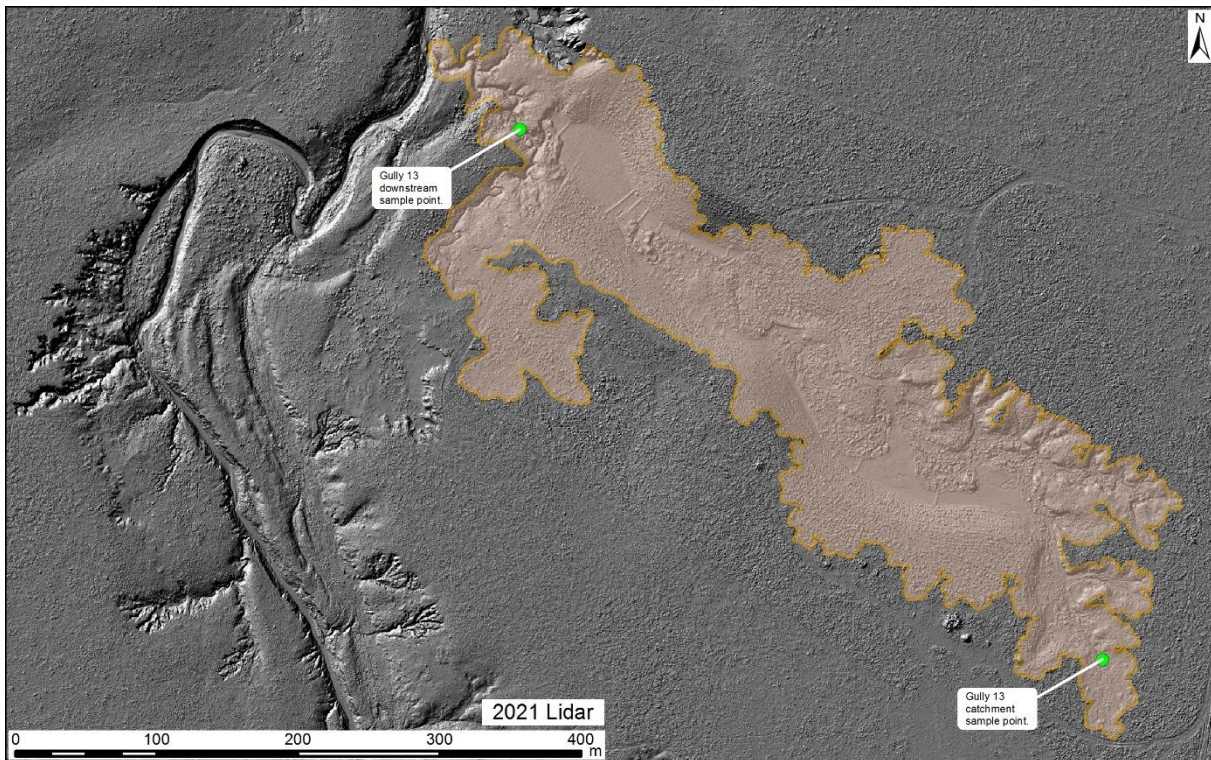 N
Gully 13
downstream
sample point.
Gully 13
catchment
sample point.
2021 Lidar
0 100 200 300 400
m